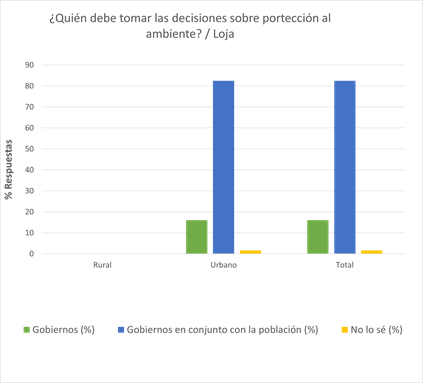 ¿Quién debe tomar las decisiones sobre portección al
ambiente? / Loja
90
80
70
60
50
40
30
20
10
0
% Respuestas
Rural
Urbano
Total
Gobiernos (%)
Gobiernos en conjunto con la población (%)
No lo sé (%)